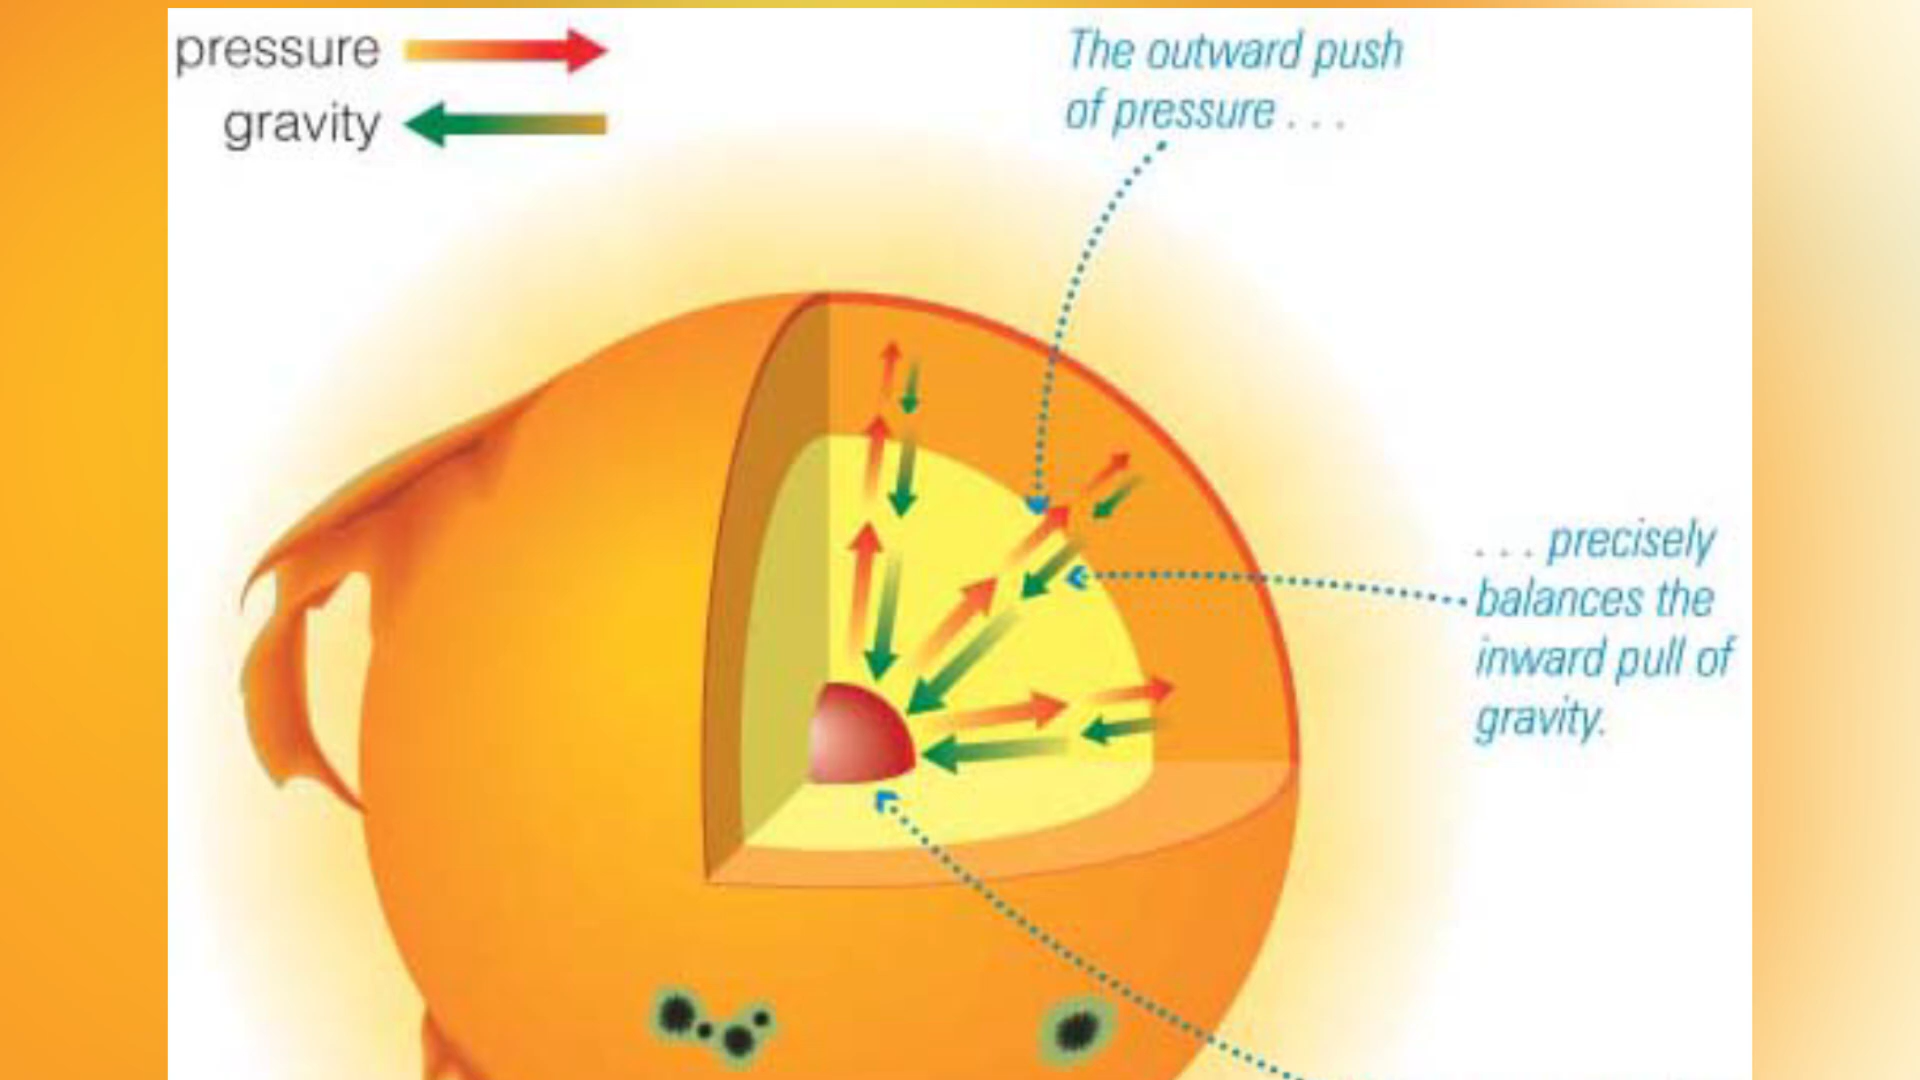 pressure
gravity
The outward push
of pressure . . .
. . . precisely
balances the
inward pull of
gravity.